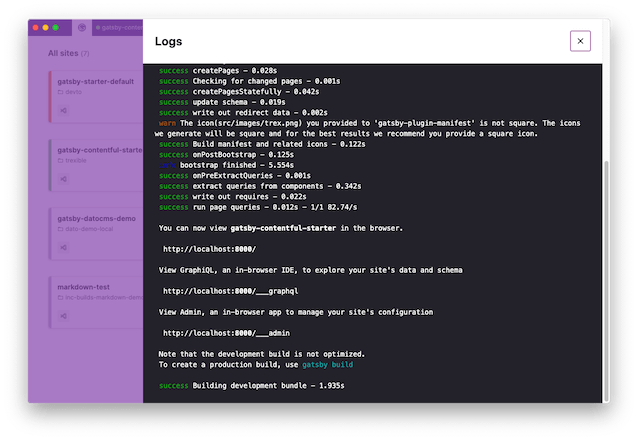 gatsby-conten
Logs
All sites (7)
gatsby-starter-default
devlo
gatsby-contentful-starte
gatsby-datocms-demo
dato-demo-local
markdown-test
inc-builds-markdown-demo
success createPages - 0.028s
success Checking for changed pages - 0.001s
success createPagesStatefully - 0.042s
success update schema - 0.019s
success write out redirect data - 0.002s
warn The icon(src/images/trex.png) you provided to 'gatsby-plugin-manifest' is not square. The icons
we generate will be square and for the best results we recommend you provide a square icon.
success Build manifest and related icons - 0.122s
success onPostBootstrap - 0.125s
bootstrap finished - 5.554s
success onPreExtractQueries - 0.001s
success extract queries from components - 0.342s
success write out requires - 0.022s
success run page queries - 0.012s - 1/1 82.74/s
You can now view gatsby-contentful-starter in the browser.
http://localhost:8000/
View GraphiQL, an in-browser IDE, to explore your site's data and schema
http://localhost:8000/___graphql
View Admin, an in-browser app to manage your site's configuration
http://localhost:8000/___admin
Note that the development build is not optimized.
To create a production build, use gatsby build
success Building development bundle - 1.935s